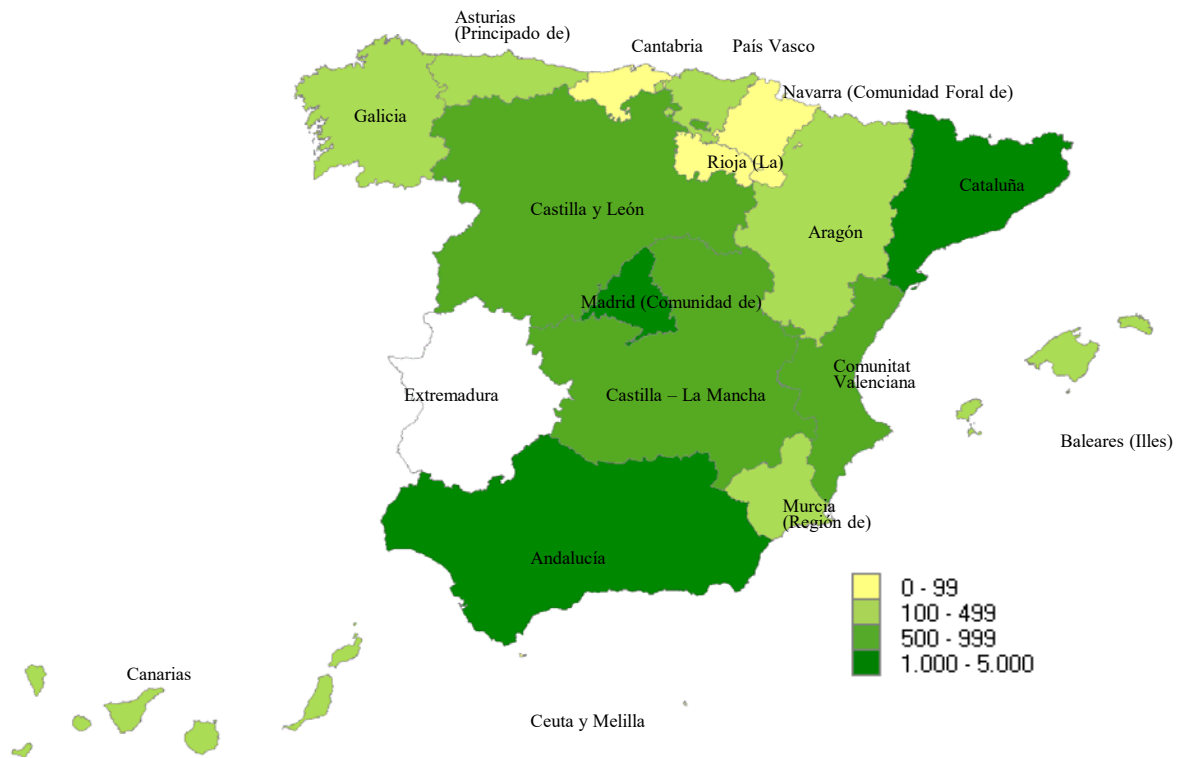 Asturias
(Principado de)
Cantabria
País Vasco
Navarra (Comunidad Foral de)
Galicia
Rioja (La)
Cataluña
Castilla y León
Aragón
Madrid (Comunidad de)
Comunitat
Valenciana
Extremadura
Castilla – La Mancha
Baleares (Illes)
Murcia
(Región de)
Andalucía
0 - 99
100 - 499
500 - 999
1.000 - 5.000
Canarias
Ceuta y Melilla